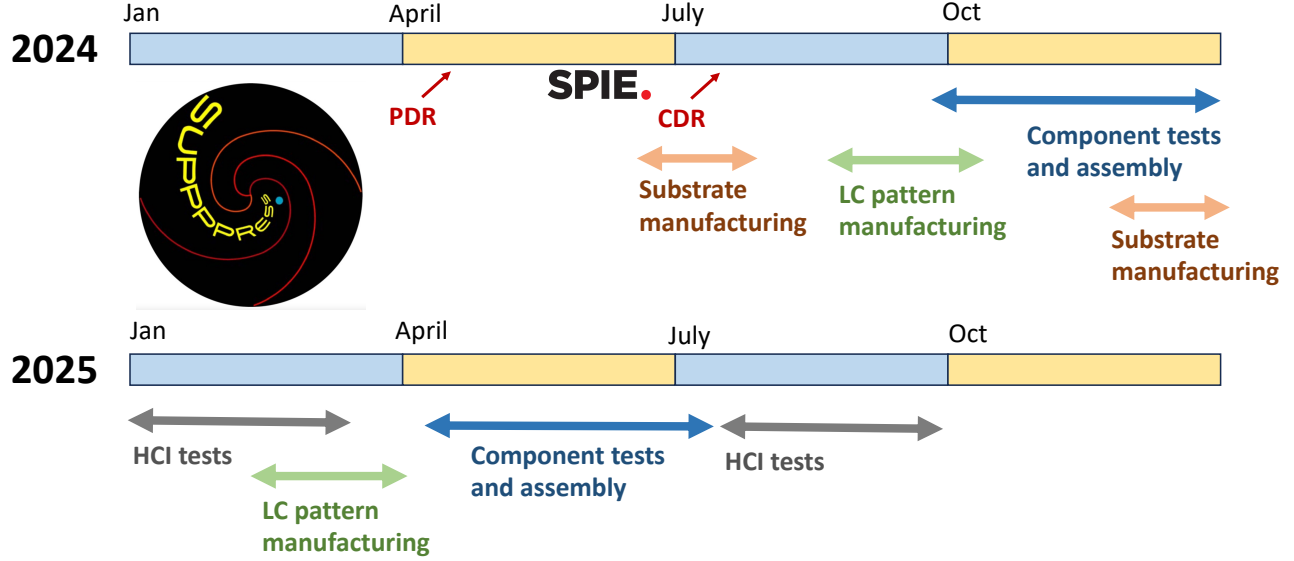 Jan
April
July
Oct
2024
SPIE.
PDR
CDR
SUPPPPRESS
Component tests
and assembly
Substrate
manufacturing
LC pattern
manufacturing
Substrate
manufacturing
Jan
April
July
Oct
2025
HCI tests
Component tests
and assembly
HCI tests
LC pattern
manufacturing